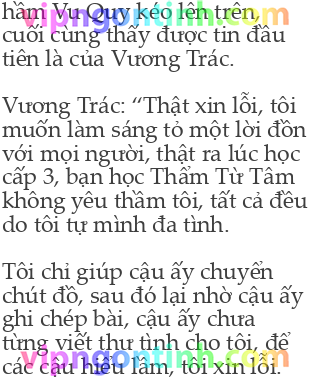 hầm Vu Quy kéo lên trên,
cuối cùng thấy được tin đầu
tiên là của Vương Trác.
Vương Trác: “Thật xin lỗi, tôi
muốn làm sáng tỏ một lời đồn
với mọi người, thật ra lúc học
cấp 3, bạn học Thẩm Từ Tâm
không yêu thầm tôi, tất cả đều
do tôi tự mình đa tình.
Tôi chỉ giúp cậu ấy chuyển
chút đồ, sau đó lại nhờ cậu ấy
ghi chép bài, cậu ấy chưa
từng viết thư tình cho tôi, để
các cậu hiểu lầm, tôi xin lỗi.
vipngontinh.com
vipngontinh.com